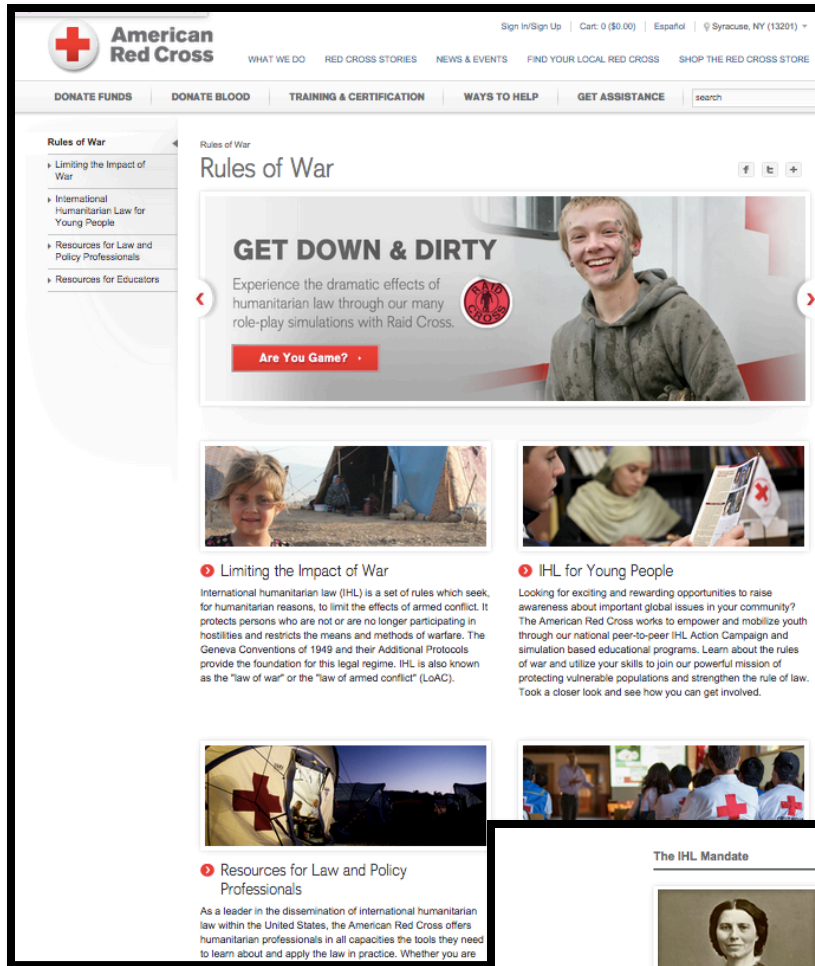 American
Red Cross
Sign In/Sign Up
Cart: 0 ($0.00)
Español
Syracuse, NY (13201)
WHAT WE DO
RED CROSS STORIES
NEWS & EVENTS
FIND YOUR LOCAL RED CROSS
SHOP THE RED CROSS STORE
DONATE FUNDS
DONATE BLOOD
TRAINING & CERTIFICATION
WAYS TO HELP
GET ASSISTANCE
search
Rules of War
Limiting the Impact of
War
International
Humanitarian Law for
Young People
Resources for Law and
Policy Professionals
Resources for Educators
Rules of War
Rules of War
GET DOWN & DIRTY
Experience the dramatic effects of
humanitarian law through our many
role-play simulations with Raid Cross.
RAID
CROSS
Are You Game?
Limiting the Impact of War
International humanitarian law (IHL) is a set of rules which seek,
for humanitarian reasons, to limit the effects of armed conflict. It
protects persons who are not or are no longer participating in
hostilities and restricts the means and methods of warfare. The
Geneva Conventions of 1949 and their Additional Protocols
provide the foundation for this legal regime. IHL is also known
as the "law of war" or the "law of armed conflict" (LoAC).
IHL for Young People
Looking for exciting and rewarding opportunities to raise
awareness about important global issues in your community?
The American Red Cross works to empower and mobilize youth
through our national peer-to-peer IHL Action Campaign and
simulation based educational programs. Learn about the rules
of war and utilize your skills to join our powerful mission of
protecting vulnerable populations and strengthen the rule of law.
Took a closer look and see how you can get involved.
Resources for Law and Policy
Professionals
As a leader in the dissemination of international humanitarian
law within the United States, the American Red Cross offers
humanitarian professionals in all capacities the tools they need
to learn about and apply the law in practice. Whether you are
The IHL Mandate